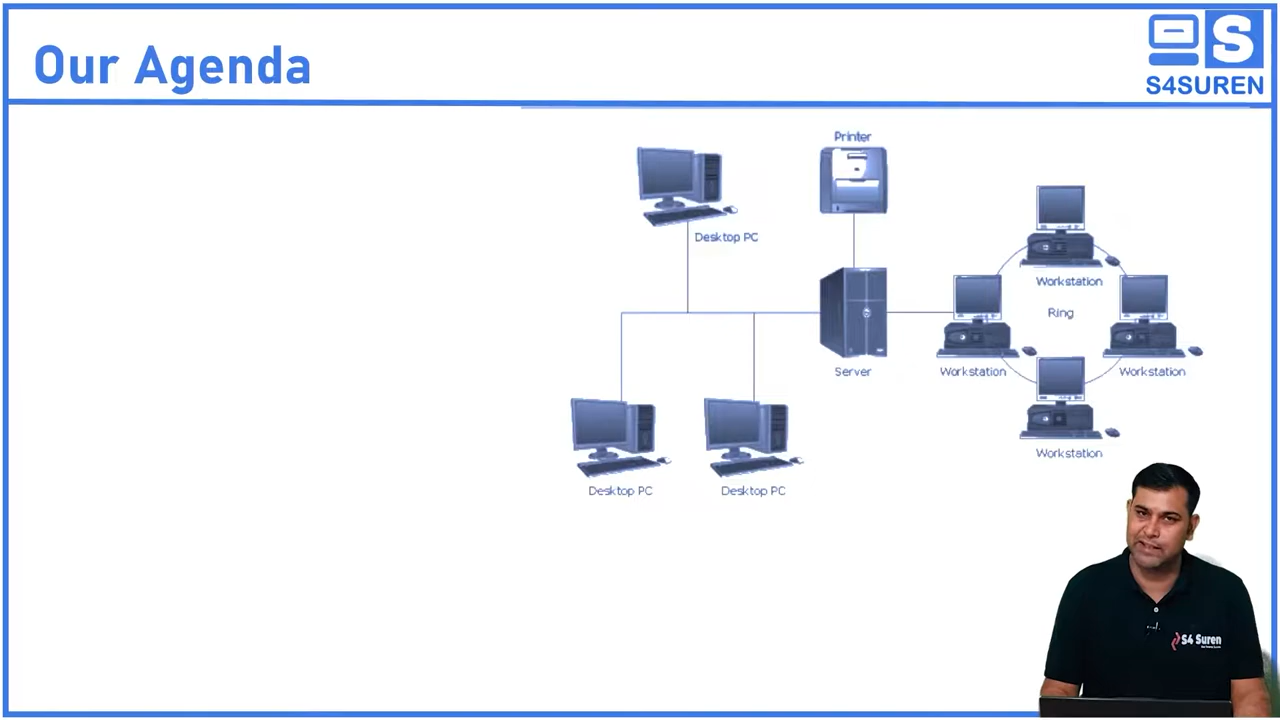 Our Agenda
S
S4SUREN
Printer
Desktop PC
Workstation
Ring
Server
Workstation
Workstation
Workstation
Desktop PC
Desktop PC
S4 Suren